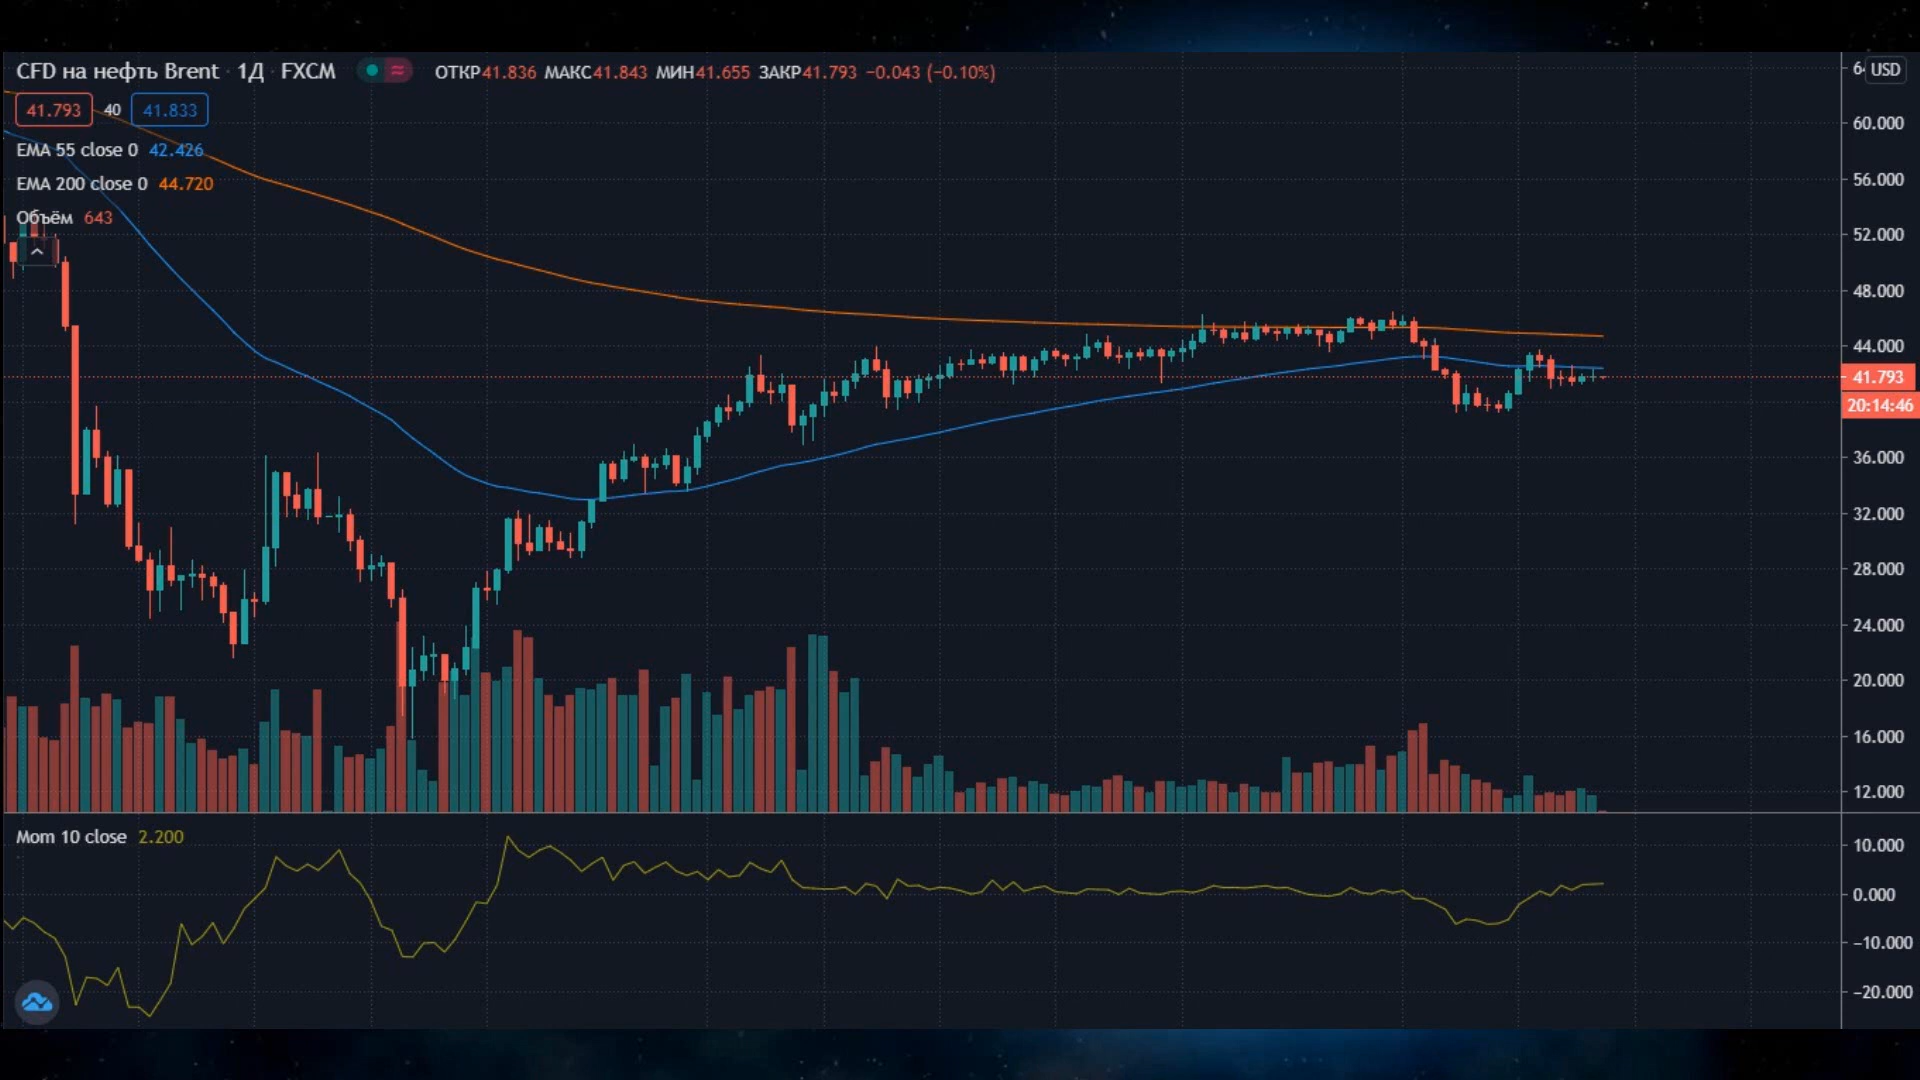 CFD на нефть Brent · 1Д · FXCM ОТКР41.836 МАКС41.843 МИН41.655 ЗАКР41.793 −0.043 (−0.10%)
41.793 40 41.833
EMA 55 close 0 42.426
EMA 200 close 0 44.720
Объём 643
USD
60.000
56.000
52.000
48.000
44.000
41.793
20:14:46
36.000
32.000
28.000
24.000
20.000
16.000
12.000
Mom 10 close 2.200
10.000
0.000
−10.000
−20.000